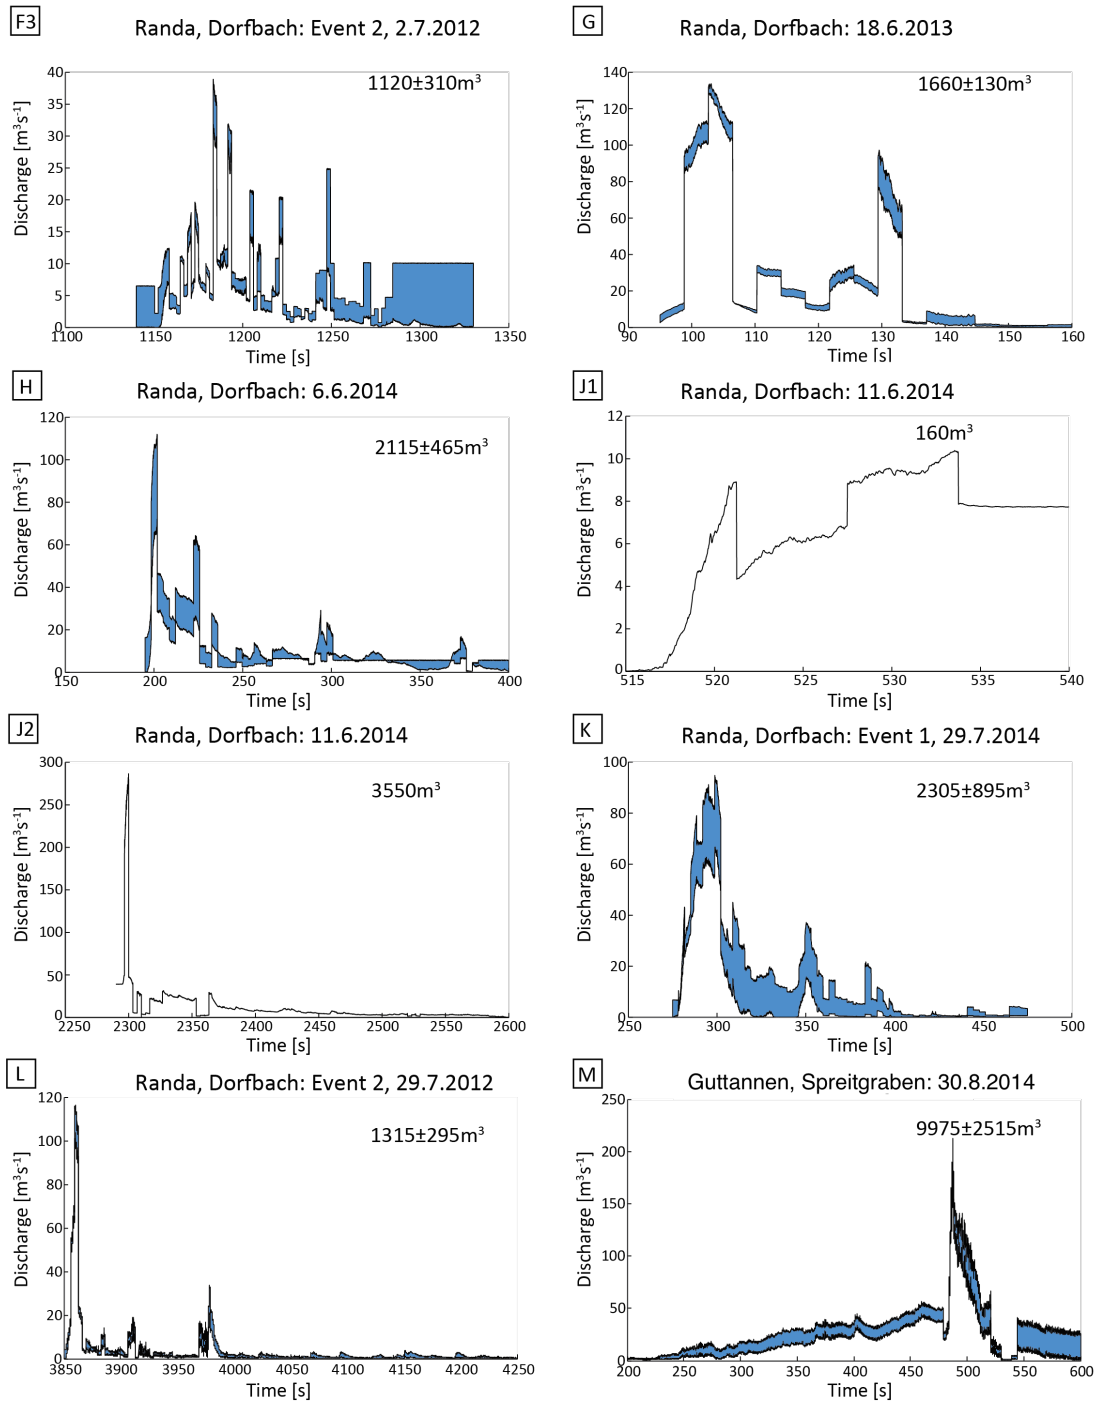 F3
Randa, Dorfbach: Event 2, 2.7.2012
1120±310m³
Discharge [m³s⁻¹]
40
35
30
25
20
15
10
5
0
1100 1150 1200 1250 1300 1350
Time [s]
G
Randa, Dorfbach: 18.6.2013
1660±130m³
Discharge [m³s⁻¹]
140
120
100
80
60
40
20
0
90 100 110 120 130 140 150 160
Time [s]
H
Randa, Dorfbach: 6.6.2014
2115±465m³
Discharge [m³s⁻¹]
120
100
80
60
40
20
0
150 200 250 300 350 400
Time [s]
J1
Randa, Dorfbach: 11.6.2014
160m³
Discharge [m³s⁻¹]
12
10
8
6
4
2
0
515 520 525 530 535 540
Time [s]
J2
Randa, Dorfbach: 11.6.2014
3550m³
Discharge [m³s⁻¹]
300
250
200
150
100
50
0
2250 2300 2350 2400 2450 2500 2550 2600
Time [s]
K
Randa, Dorfbach: Event 1, 29.7.2014
2305±895m³
Discharge [m³s⁻¹]
100
80
60
40
20
0
250 300 350 400 450 500
Time [s]
L
Randa, Dorfbach: Event 2, 29.7.2012
1315±295m³
Discharge [m³s⁻¹]
120
100
80
60
40
20
0
3850 3900 3950 4000 4050 4100 4150 4200 4250
Time [s]
M
Guttannen, Spreitgraben: 30.8.2014
9975±2515m³
Discharge [m³s⁻¹]
250
200
150
100
50
0
200 250 300 350 400 450 500 550 600
Time [s]